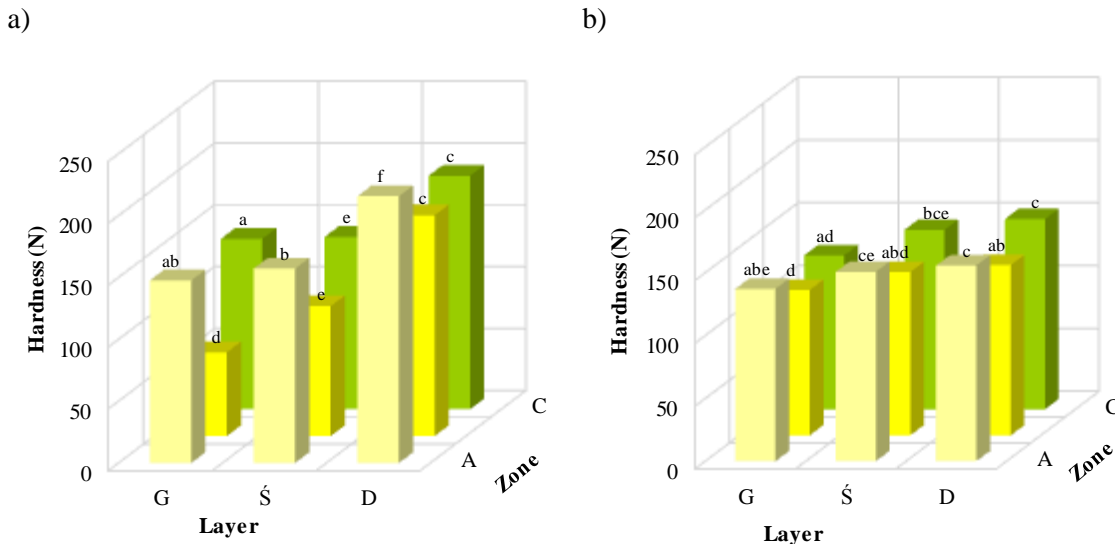 a)
250
200
150
100
50
0
Hardness (N)
ab
a
d
b
e
e
f
c
c
G
Ś
D
Layer
A
C
Zone
b)
250
200
150
100
50
0
Hardness (N)
abe
d
ad
ce
abd
bce
c
ab
c
G
Ś
D
Layer
A
C
Zone